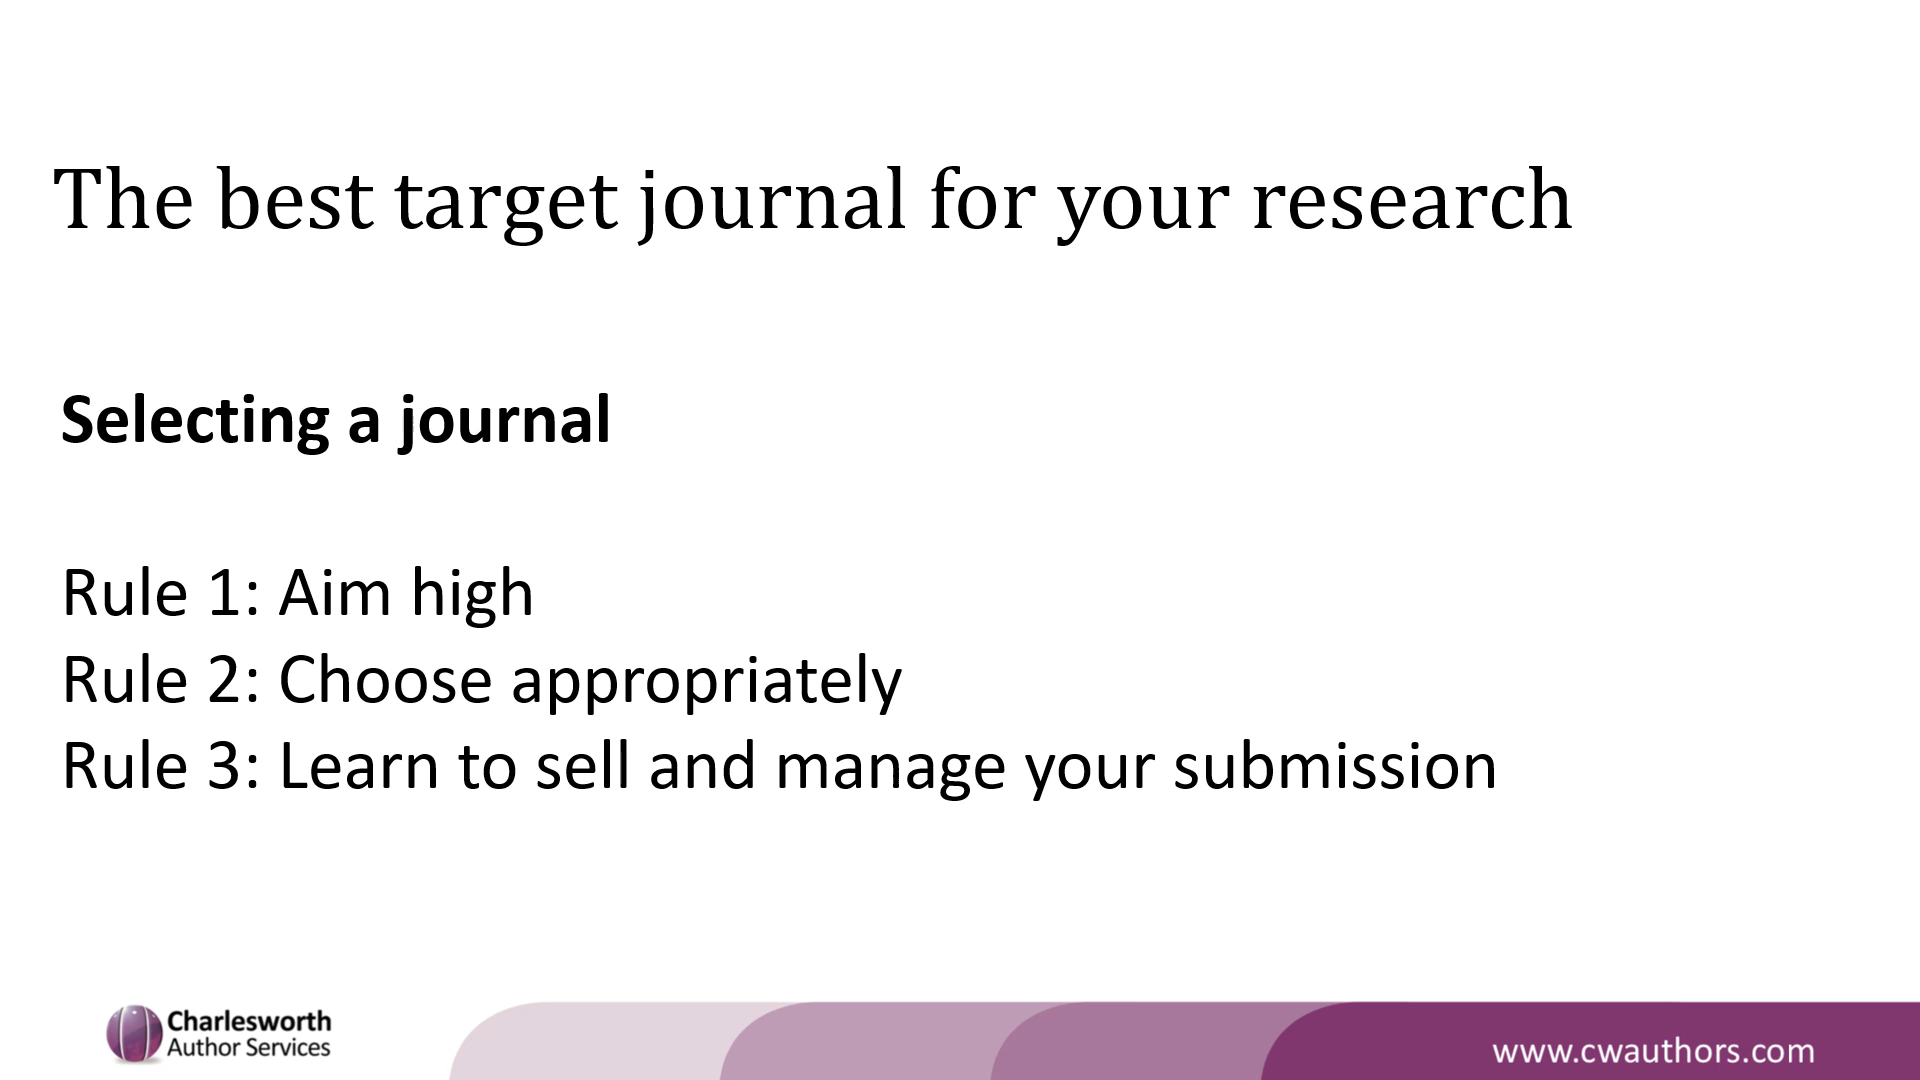 The best target journal for your research
Selecting a journal
Rule 1: Aim high
Rule 2: Choose appropriately
Rule 3: Learn to sell and manage your submission
Charlesworth
Author Services
www.cwauthors.com